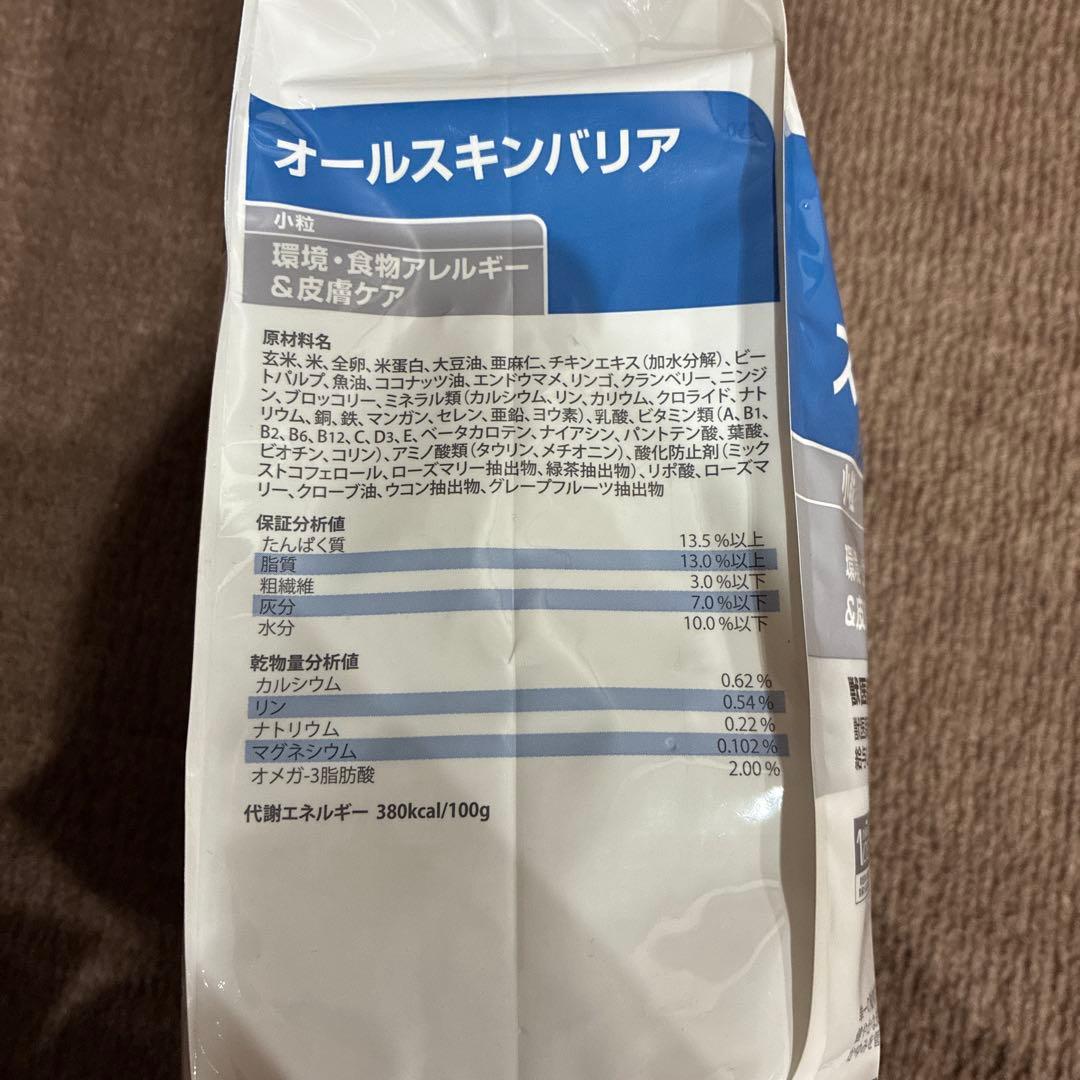 オールスキンバリア
小粒
環境・食物アレルギー
&皮膚ケア
原材料名
玄米、米、全卵、米蛋白、大豆油、亜麻仁、チキンエキス（加水分解）、ビー
トパルプ、魚油、ココナッツ油、エンドウマメ、リンゴ、クランベリー、ニンジ
ン、ブロッコリー、ミネラル類（カルシウム、リン、カリウム、クロライド、ナト
リウム、銅、鉄、マンガン、セレン、亜鉛、ヨウ素）、乳酸、ビタミン類（A、B1、
B2、B6、B12、C、D3、E、ベータカロテン、ナイアシン、パントテン酸、葉酸、
ビオチン、コリン）、アミノ酸類（タウリン、メチオニン）、酸化防止剤（ミック
ストコフェロール、ローズマリー抽出物、緑茶抽出物）、リポ酸、ローズマ
リー、クローブ油、ウコン抽出物、グレープフルーツ抽出物
保証分析値
たんぱく質 13.5%以上
脂質 13.0%以上
粗繊維 3.0%以下
灰分 7.0%以下
水分 10.0%以下
乾物量分析値
カルシウム 0.62%
リン 0.54%
ナトリウム 0.22%
マグネシウム 0.102%
オメガ-3脂肪酸 2.00%
代謝エネルギー 380kcal/100g
小粒
環
&皮
獣医
獣医
給与